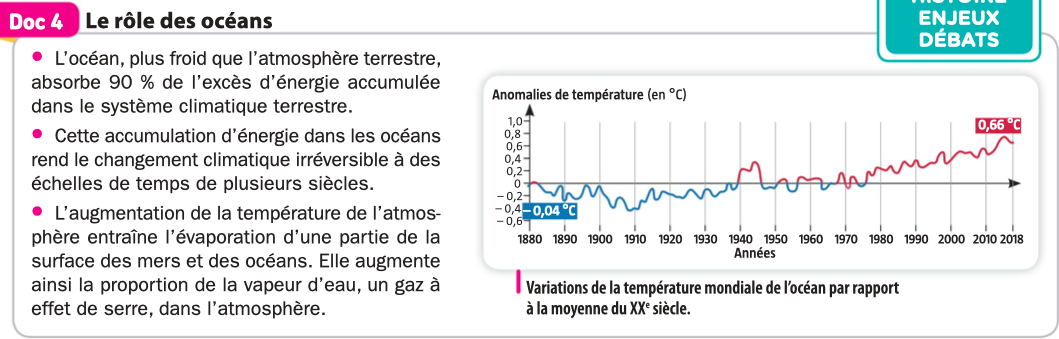 HISTOIRE
ENJEUX
DÉBATS
Doc 4 Le rôle des océans
• L'océan, plus froid que l'atmosphère terrestre,
absorbe 90 % de l'excès d'énergie accumulée
dans le système climatique terrestre.
• Cette accumulation d'énergie dans les océans
rend le changement climatique irréversible à des
échelles de temps de plusieurs siècles.
• L'augmentation de la température de l'atmos-
phère entraîne l'évaporation d'une partie de la
surface des mers et des océans. Elle augmente
ainsi la proportion de la vapeur d'eau, un gaz à
effet de serre, dans l'atmosphère.
Anomalies de température (en °C)
1,0
0,8
0,6
0,4
0,2
0
– 0,2
– 0,4
– 0,6
0,66 °C
– 0,04 °C
1880 1890 1900 1910 1920 1930 1940 1950 1960 1970 1980 1990 2000 2010 2018
Années
Variations de la température mondiale de l'océan par rapport
à la moyenne du XXe siècle.